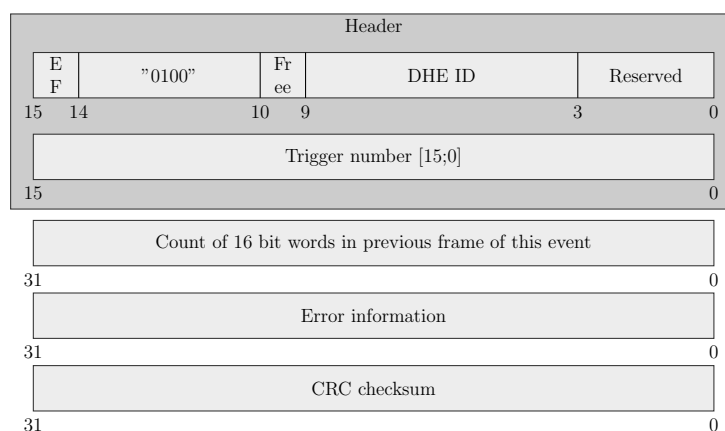 Header
E
F
”0100”
Fr
ee
DHE ID
Reserved
15 14 10 9 3 0
Trigger number [15;0]
15 0
Count of 16 bit words in previous frame of this event
31 0
Error information
31 0
CRC checksum
31 0